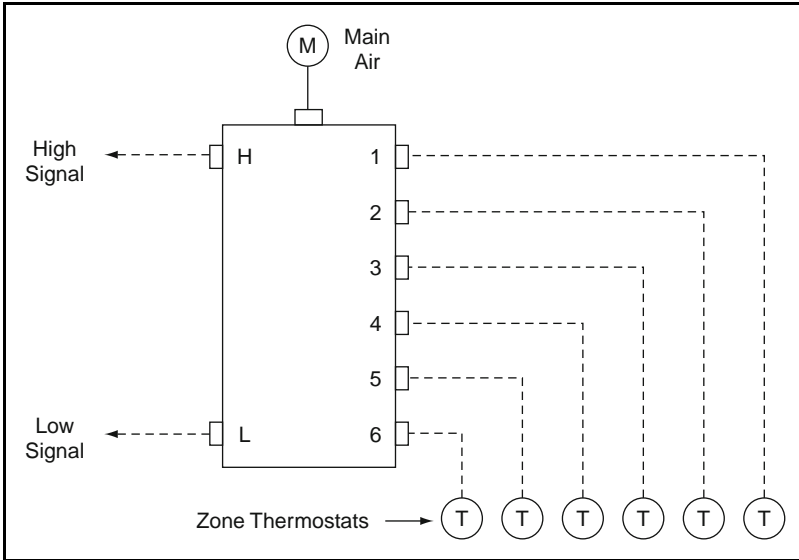 M
Main
Air
High
Signal
H
1
2
3
4
5
Low
Signal
L
6
Zone Thermostats
T T T T T T